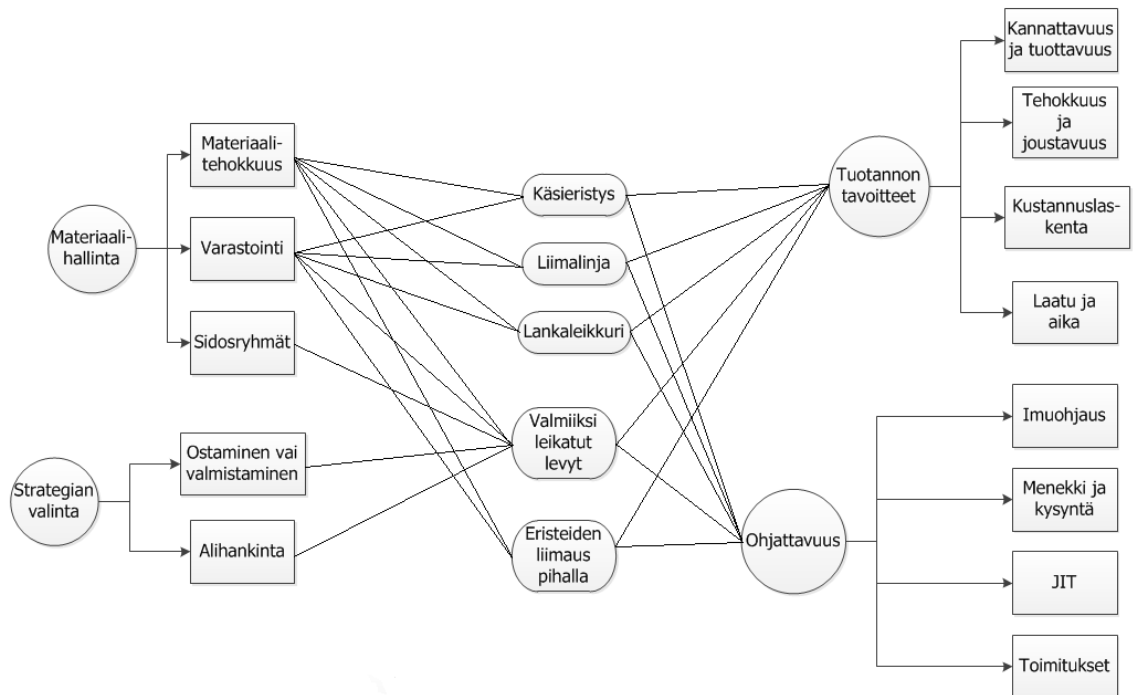 Materiaali-
hallinta
Materiaali-
tehokkuus
Varastointi
Sidosryhmät
Strategian
valinta
Ostaminen vai
valmistaminen
Alihankinta
Käsieristys
Liimalinja
Lankaleikkuri
Valmiiksi
leikatut
levyt
Eristeiden
liimaus
pihalla
Tuotannon
tavoitteet
Kannattavuus
ja tuottavuus
Tehokkuus
ja
joustavuus
Kustannuslas-
kenta
Laatu ja
aika
Ohjattavuus
Imuohjaus
Menekki ja
kysyntä
JIT
Toimitukset